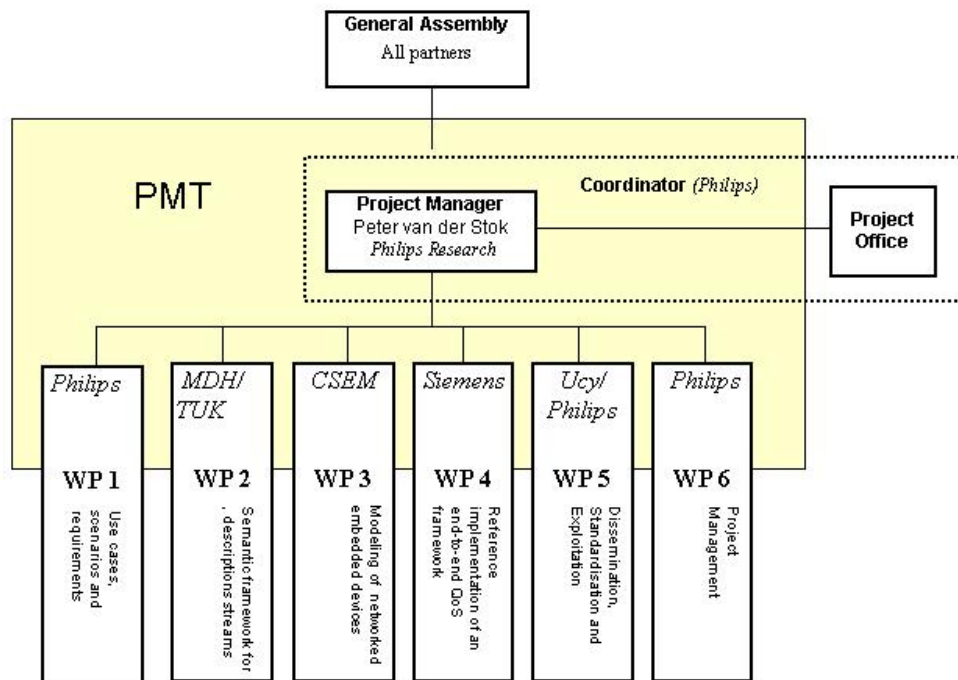 General Assembly
All partners
PMT
Coordinator (Philips)
Project Manager
Peter van der Stok
Philips Research
Project
Office
Philips
WP 1
Use cases,
scenarios and
requirements
MDH/
TUK
WP 2
Semantic framework for
, descriptions streams
CSEM
WP 3
Modeling of networked
embedded devices
Siemens
WP 4
Reference
implementation of an
end-to-end QoS
framework
Ucy/
Philips
WP 5
Dissemination,
Standardisation and
Exploitation
Philips
WP 6
Project
Management